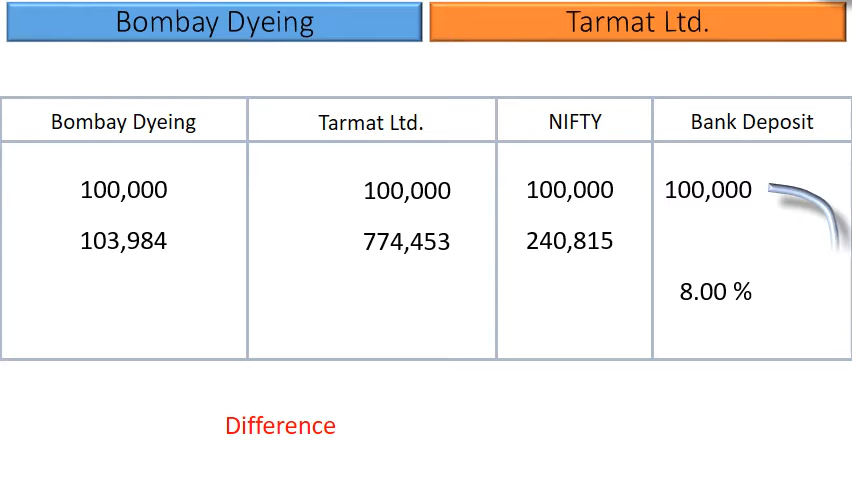 Bombay Dyeing Tarmat Ltd.
Bombay Dyeing Tarmat Ltd. NIFTY Bank Deposit
100,000 100,000 100,000 100,000
103,984 774,453 240,815
8.00 %
Difference